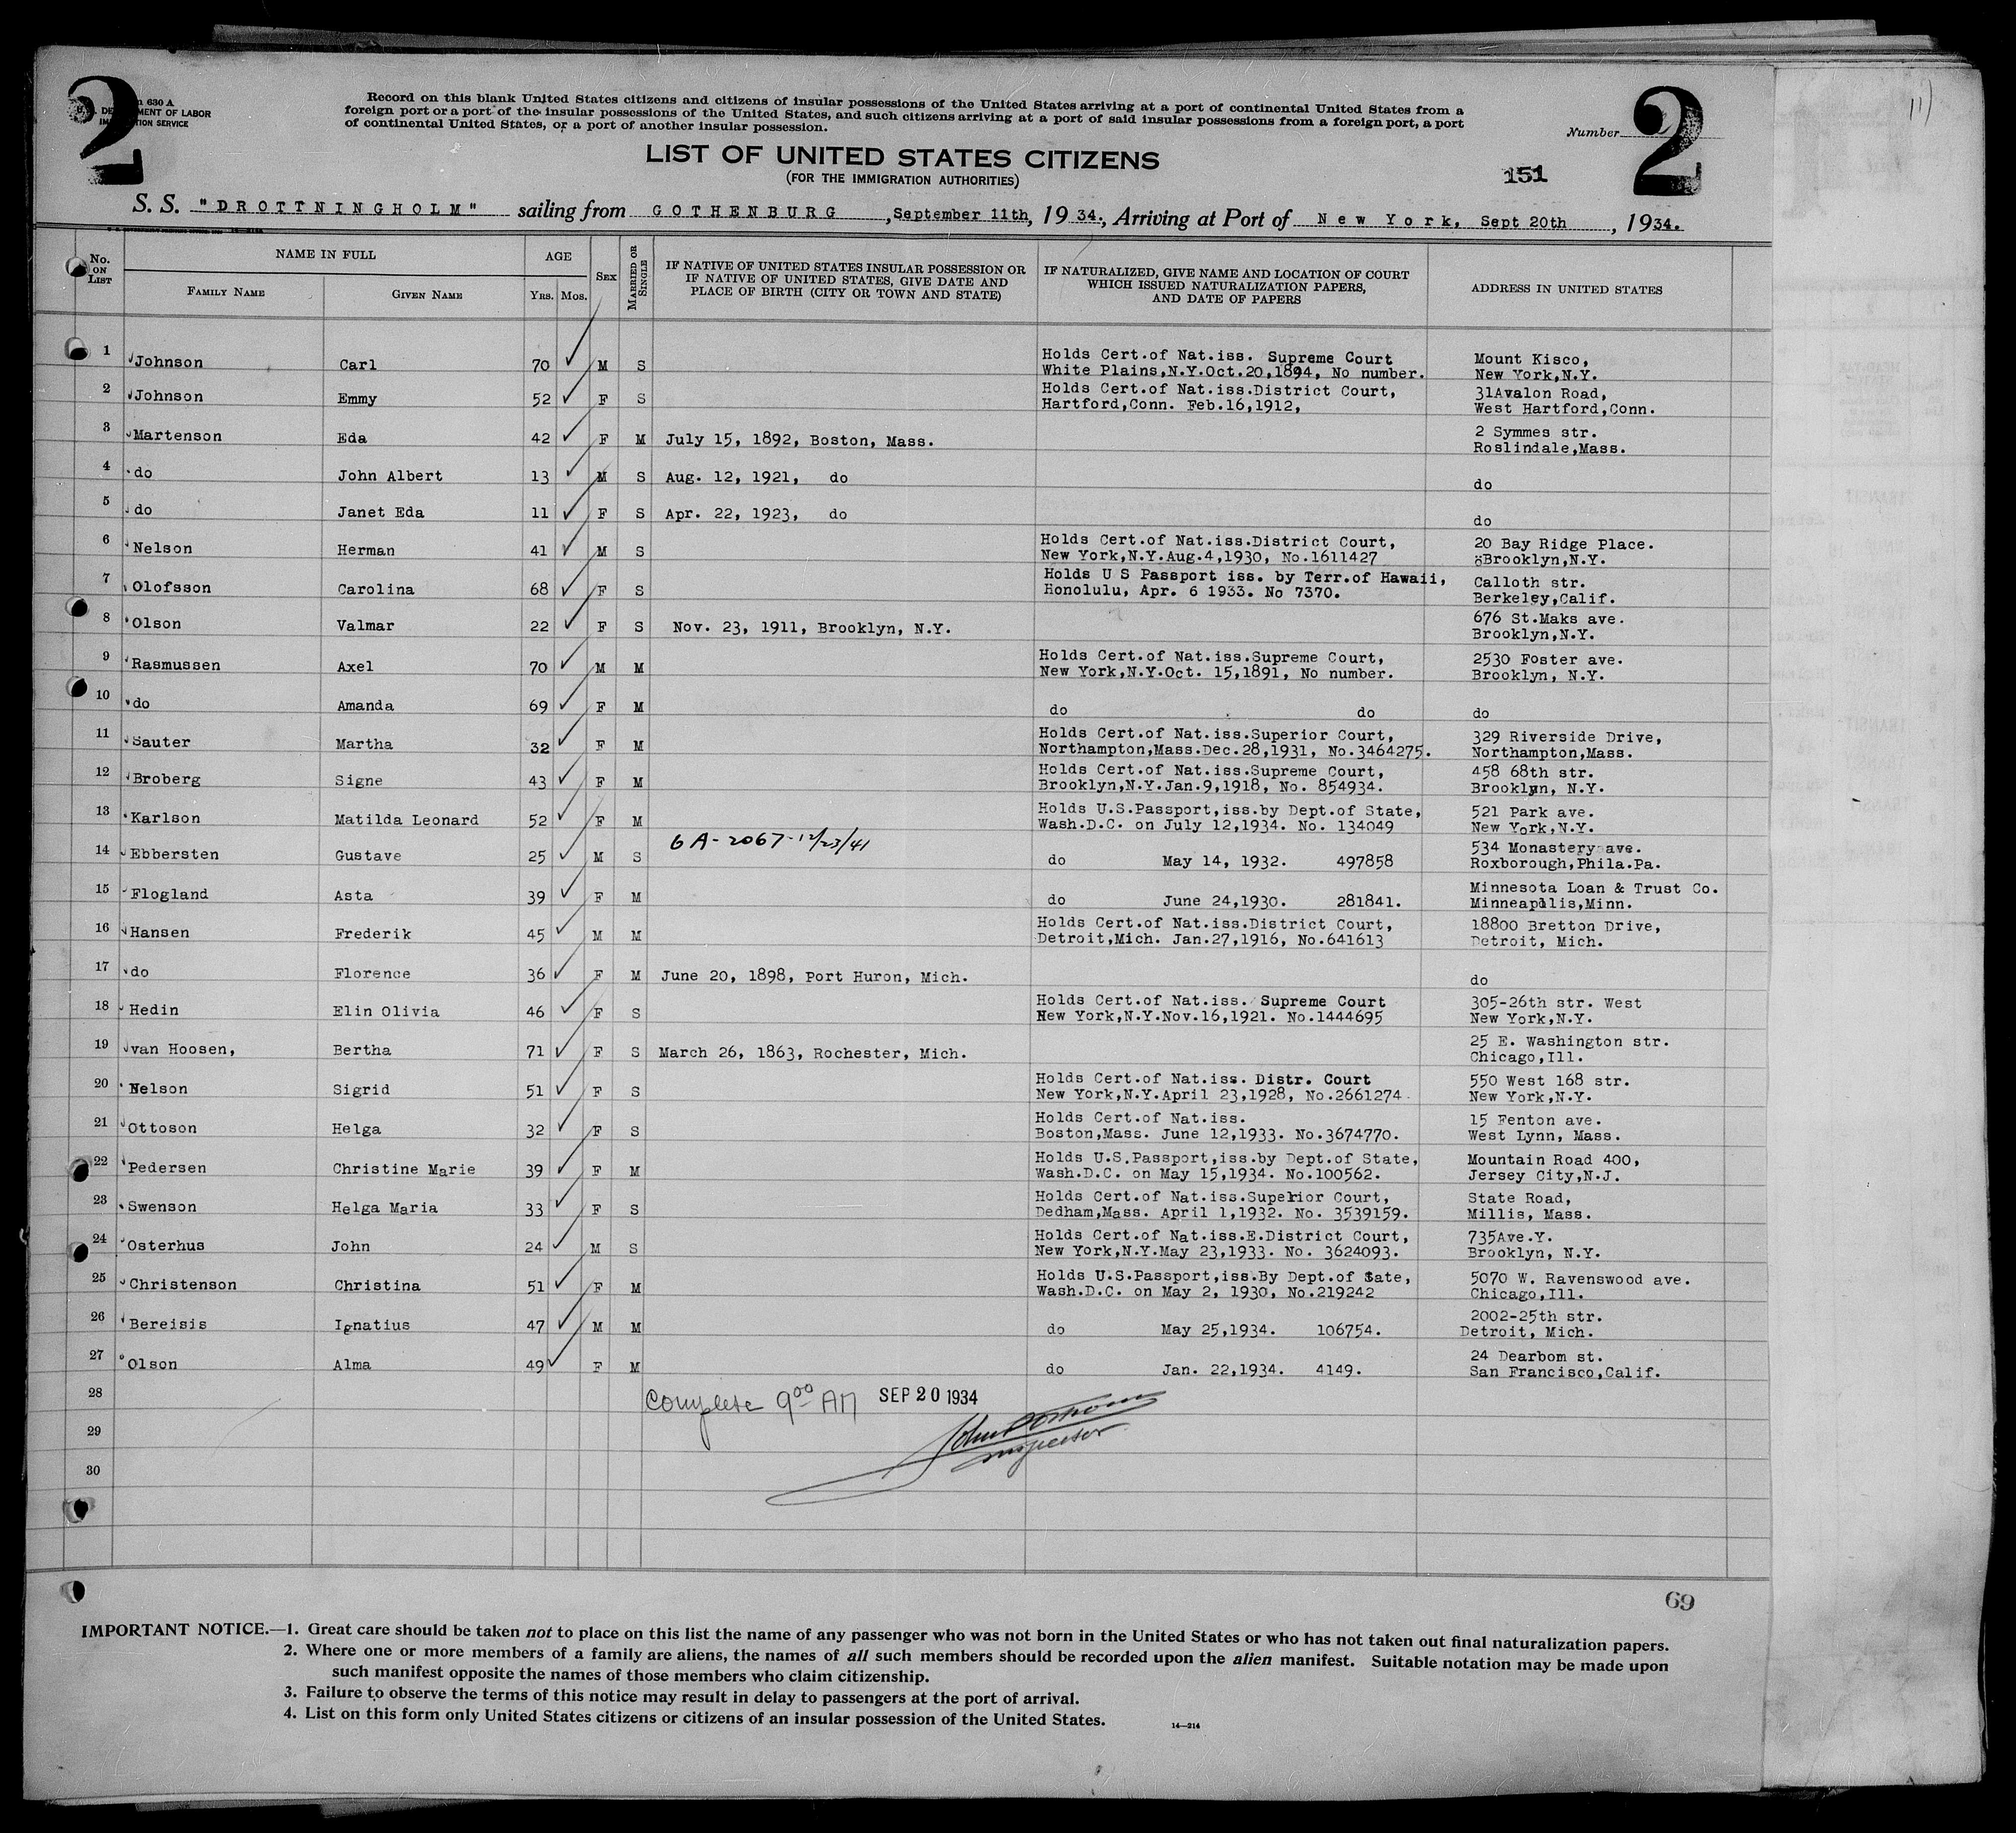 2
630 A
DEPARTMENT OF LABOR
IMMIGRATION SERVICE
Record on this blank United States citizens and citizens of insular possessions of the United States arriving at a port of continental United States from a
foreign port or a port of the insular possessions of the United States, and such citizens arriving at a port of said insular possessions from a foreign port, a port
of continental United States, or a port of another insular possession.
Number 2
11)
LIST OF UNITED STATES CITIZENS
(FOR THE IMMIGRATION AUTHORITIES)
151
S. S. "DROTTNINGHOLM" sailing from GOTHENBURG, September 11th, 1934., Arriving at Port of New York, Sept 20th, 1934.
No. ON LIST NAME IN FULL FAMILY NAME GIVEN NAME AGE YRS. MOS. SEX MARRIED OR SINGLE
IF NATIVE OF UNITED STATES INSULAR POSSESSION OR
IF NATIVE OF UNITED STATES, GIVE DATE AND
PLACE OF BIRTH (CITY OR TOWN AND STATE)
IF NATURALIZED, GIVE NAME AND LOCATION OF COURT
WHICH ISSUED NATURALIZATION PAPERS,
AND DATE OF PAPERS
ADDRESS IN UNITED STATES
1 Johnson Carl 70 M S Holds Cert.of Nat.iss. Supreme Court Mount Kisco,
White Plains,N.Y.Oct.20,1894, No number. New York,N.Y.
2 Johnson Emmy 52 F S Holds Cert.of Nat.iss.District Court, 31Avalon Road,
Hartford,Conn. Feb.16,1912, West Hartford,Conn.
3 Martenson Eda 42 F M July 15, 1892, Boston, Mass. 2 Symmes str.
Roslindale,Mass.
4 do John Albert 13 M S Aug. 12, 1921, do do
5 do Janet Eda 11 F S Apr. 22, 1923, do do
6 Nelson Herman 41 M S Holds Cert.of Nat.iss.District Court, 20 Bay Ridge Place.
New York,N.Y.Aug.4,1930, No.1611427 Brooklyn,N.Y.
7 Olofsson Carolina 68 F S Holds U S Passport iss. by Terr.of Hawaii, Calloth str.
Honolulu, Apr. 6 1933. No 7370. Berkeley,Calif.
8 Olson Valmar 22 F S Nov. 23, 1911, Brooklyn, N.Y. 676 St.Maks ave.
Brooklyn,N.Y.
9 Rasmussen Axel 70 M M Holds Cert.of Nat.iss.Supreme Court, 2530 Foster ave.
New York,N.Y.Oct. 15,1891, No number. Brooklyn, N.Y.
10 do Amanda 69 F M do do do
11 Sauter Martha 32 F M Holds Cert.of Nat.iss.Superior Court, 329 Riverside Drive,
Northampton,Mass.Dec.28,1931, No.3464275. Northampton,Mass.
12 Broberg Signe 43 F M Holds Cert.of Nat.iss.Supreme Court, 458 68th str.
Brooklyn,N.Y.Jan.9,1918, No. 854934. Brooklyn, N.Y.
13 Karlson Matilda Leonard 52 F M Holds U.S.Passport,iss.by Dept.of State, 521 Park ave.
Wash.D.C. on July 12,1934. No. 134049 New York,N.Y.
6A-2067-12/23/41
14 Ebbersten Gustave 25 M S do May 14, 1932. 497858 534 Monastery ave.
Roxborough,Phila.Pa.
15 Flogland Asta 39 F M do June 24,1930. 281841. Minnesota Loan & Trust Co.
Minneapllis,Minn.
16 Hansen Frederik 45 M M Holds Cert.of Nat.iss.District Court, 18800 Bretton Drive,
Detroit,Mich. Jan.27,1916, No.641613 Detroit, Mich.
17 do Florence 36 F M June 20, 1898, Port Huron, Mich. do
18 Hedin Elin Olivia 46 F S Holds Cert.of Nat.iss. Supreme Court 305-26th str. West
New York,N.Y.Nov.16,1921. No.1444695 New York,N.Y.
19 van Hoosen, Bertha 71 F S March 26, 1863, Rochester, Mich. 25 E. Washington str.
Chicago,Ill.
20 Nelson Sigrid 51 F S Holds Cert.of Nat.iss. Distr. Court 550 West 168 str.
New York,N.Y.April 23,1928, No.2661274 New York,N.Y.
21 Ottoson Helga 32 F S Holds Cert.of Nat.iss. 15 Fenton ave.
Boston,Mass. June 12,1933. No.3674770. West Lynn, Mass.
22 Pedersen Christine Marie 39 F M Holds U.S.Passport,iss.by Dept.of State, Mountain Road 400,
Wash.D.C. on May 15,1934. No.100562. Jersey City,N.J.
23 Swenson Helga Maria 33 F S Holds Cert.of Nat.iss.Superior Court, State Road,
Dedham,Mass. April 1,1932. No. 3539159. Millis, Mass.
24 Osterhus John 24 M S Holds Cert.of Nat.iss.E.District Court, 735Ave.Y.
New York,N.Y.May 23,1933. No. 3624093. Brooklyn, N.Y.
25 Christenson Christina 51 F M Holds U.S.Passport,iss.By Dept.of Sate, 5070 W. Ravenswood ave.
Wash.D.C. on May 2, 1930, No.219242 Chicago,Ill.
26 Bereisis Ignatius 47 M M do May 25,1934. 106754. 2002-25th str.
Detroit, Mich.
27 Olson Alma 49 F M do Jan. 22,1934. 4149. 24 Dearbom st.
San Francisco,Calif.
28 Complete 9 00 AM SEP 20 1934
29 Inspector
30
69
IMPORTANT NOTICE.—1. Great care should be taken not to place on this list the name of any passenger who was not born in the United States or who has not taken out final naturalization papers.
2. Where one or more members of a family are aliens, the names of all such members should be recorded upon the alien manifest. Suitable notation may be made upon
such manifest opposite the names of those members who claim citizenship.
3. Failure to observe the terms of this notice may result in delay to passengers at the port of arrival.
4. List on this form only United States citizens or citizens of an insular possession of the United States.
14—214